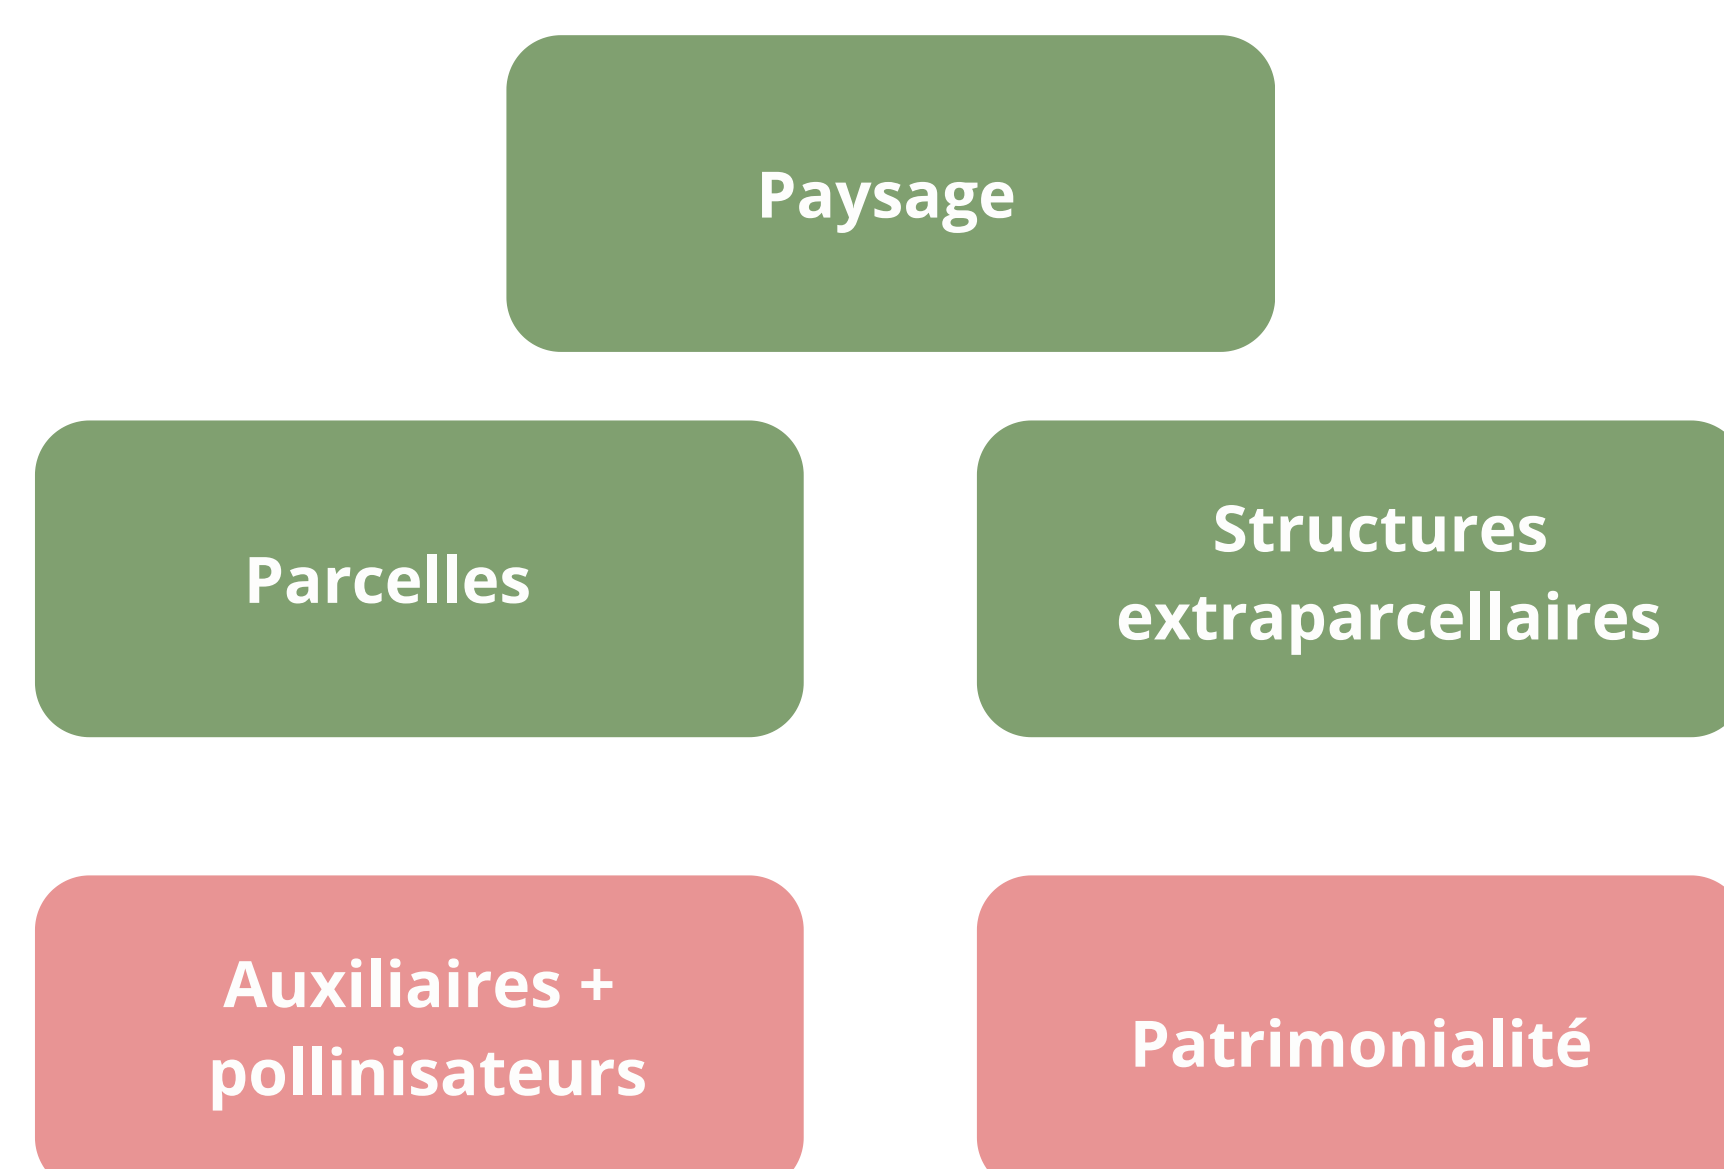 Paysage
Parcelles
Structures
extraparcellaires
Auxiliaires +
pollinisateurs
Patrimonialité